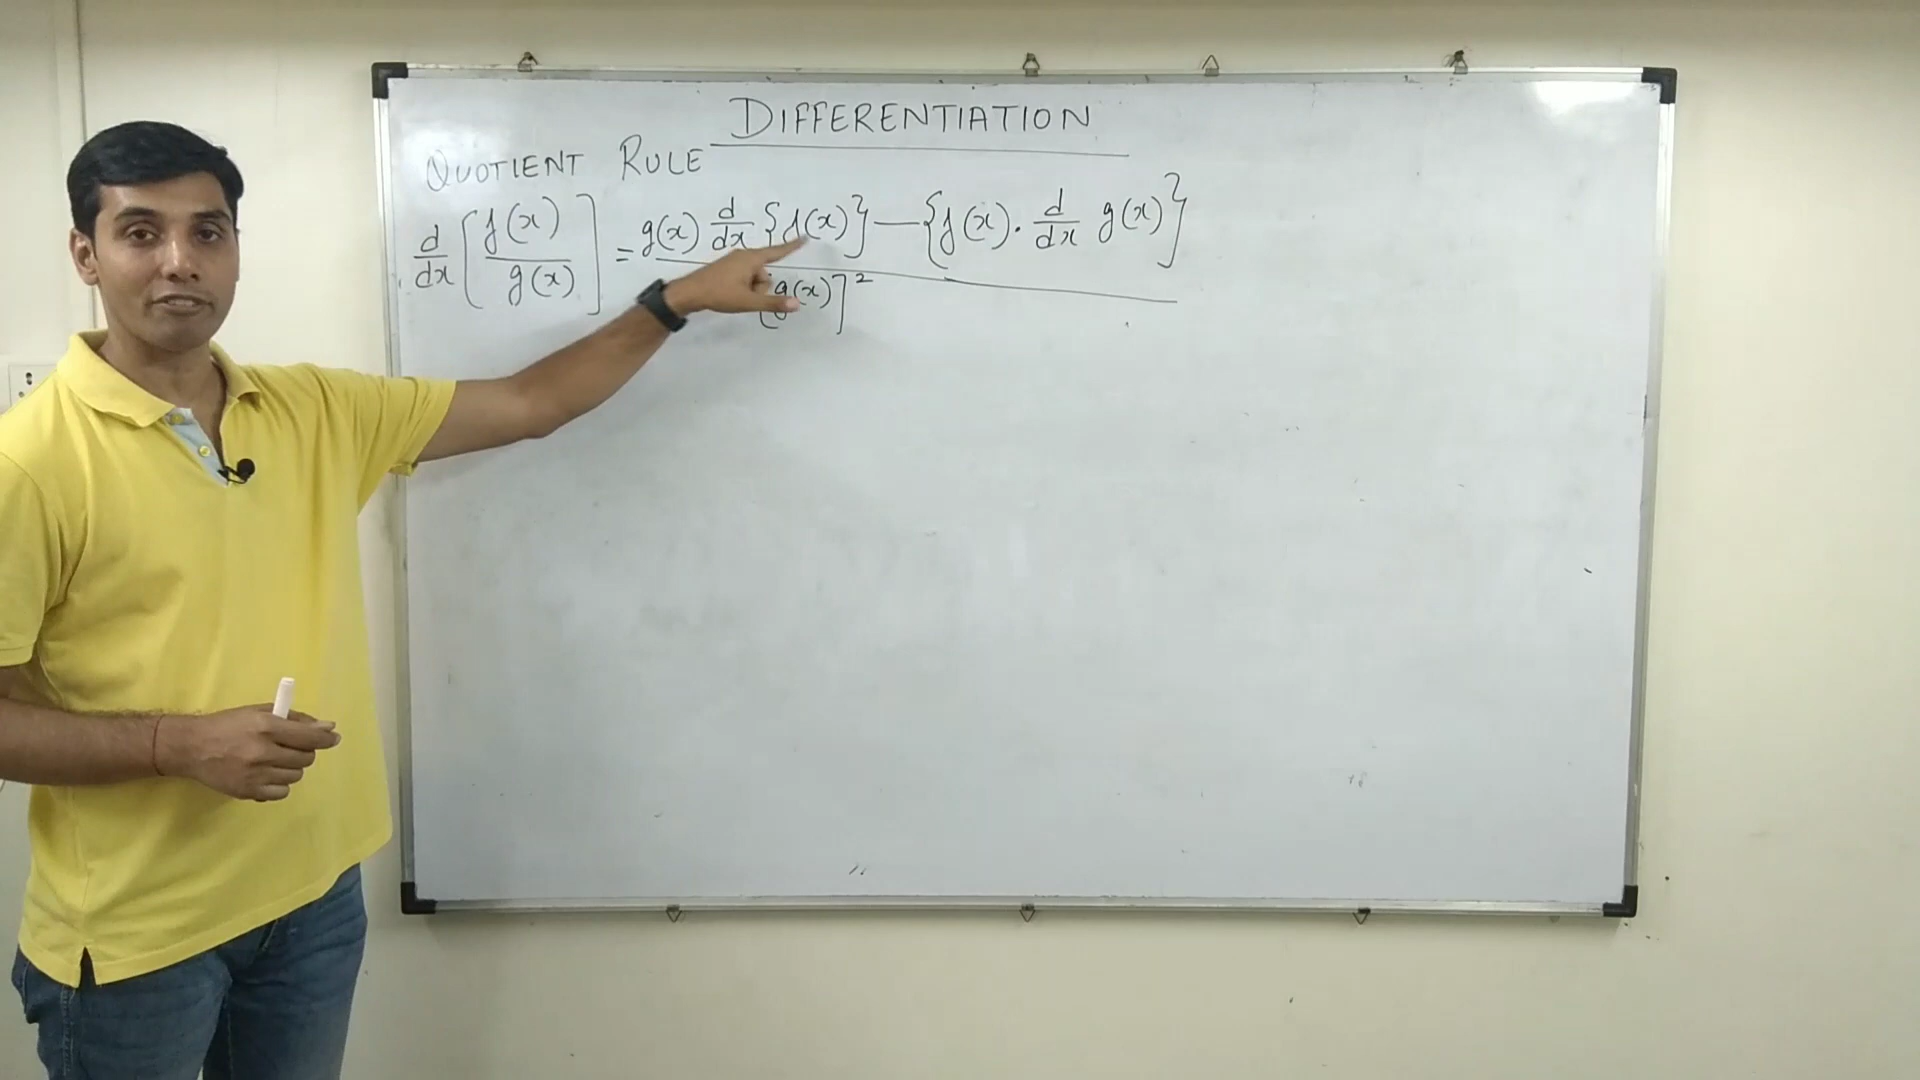 DIFFERENTIATION
QUOTIENT RULE
d/dx [f(x)/g(x)] = g(x) d/dx {f(x)} — {f(x) . d/dx g(x)}
[g(x)]²